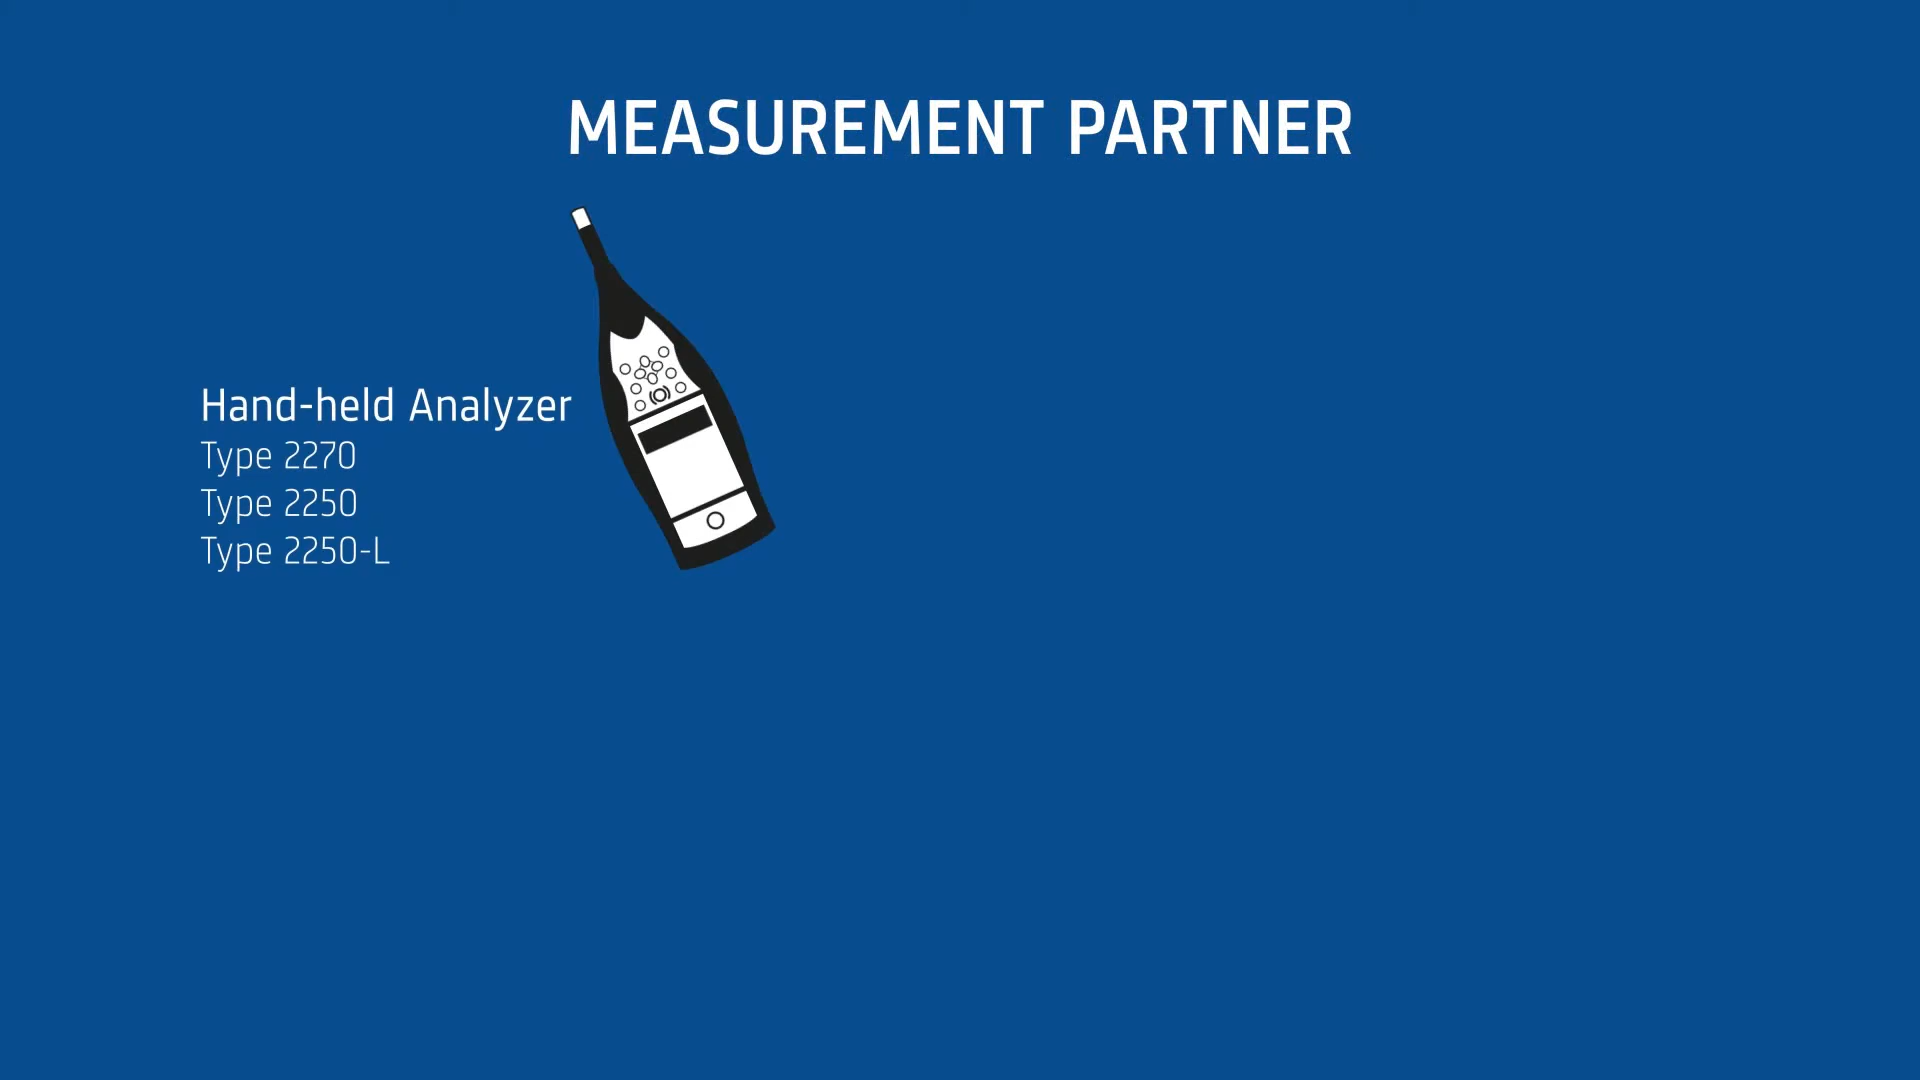 MEASUREMENT PARTNER
Hand-held Analyzer
Type 2270
Type 2250
Type 2250-L